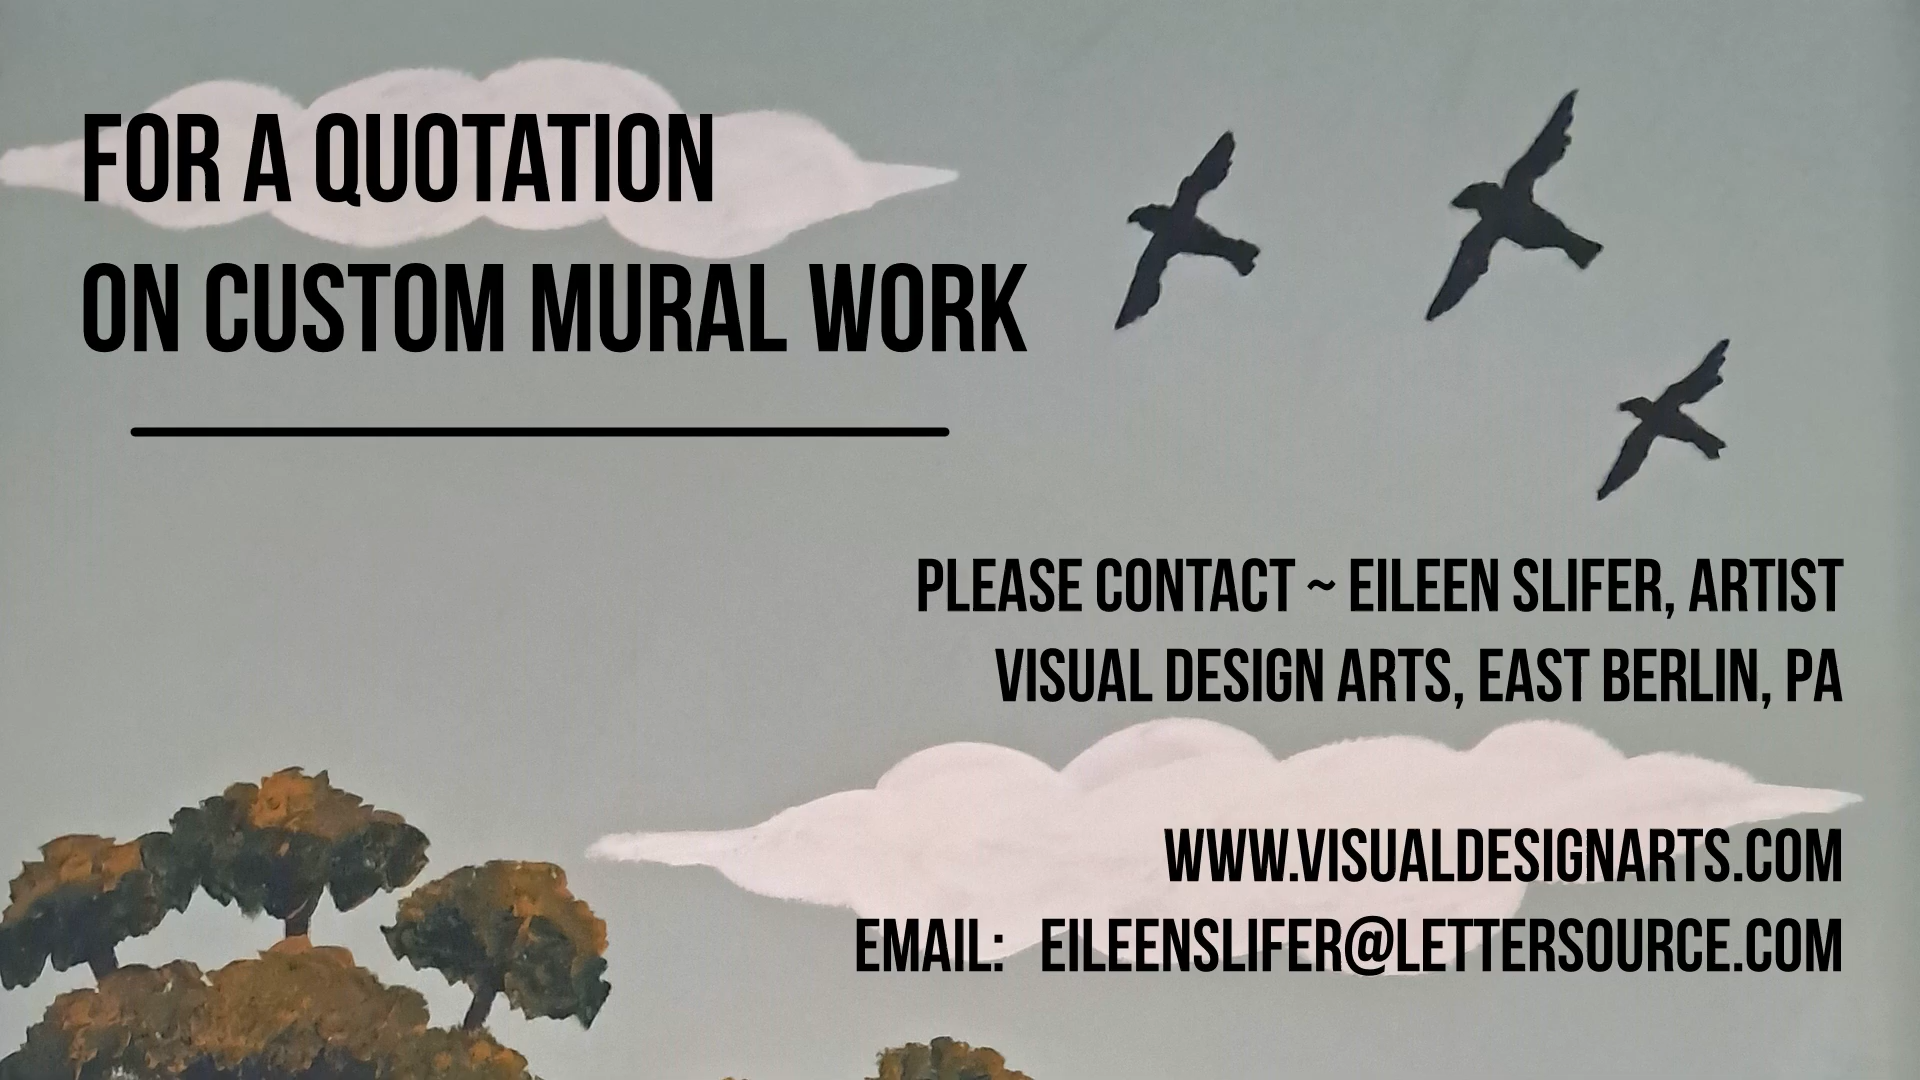 FOR A QUOTATION
ON CUSTOM MURAL WORK
PLEASE CONTACT ~ EILEEN SLIFER, ARTIST
VISUAL DESIGN ARTS, EAST BERLIN, PA
WWW.VISUALDESIGNARTS.COM
EMAIL: EILEENSLIFER@LETTERSOURCE.COM